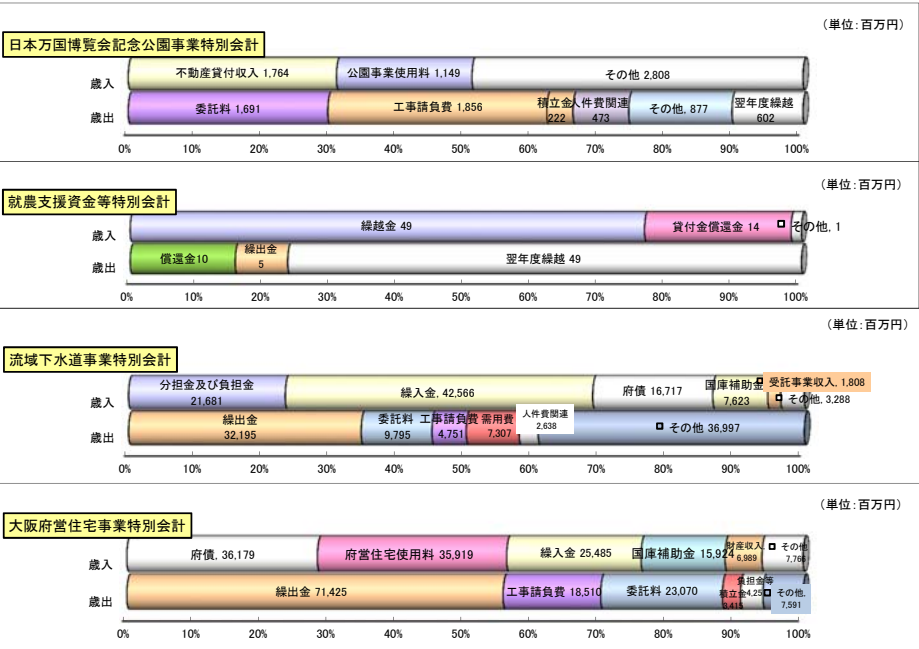 （単位：百万円）
日本万国博覧会記念公園事業特別会計
歳入
不動産貸付収入 1,764
公園事業使用料 1,149
その他 2,808
歳出
委託料 1,691
工事請負費 1,856
積立金
222
人件費関連
473
その他, 877
翌年度繰越
602
0% 10% 20% 30% 40% 50% 60% 70% 80% 90% 100%
（単位：百万円）
就農支援資金等特別会計
歳入
繰越金 49
貸付金償還金 14
その他, 1
歳出
償還金10
繰出金
5
翌年度繰越 49
0% 10% 20% 30% 40% 50% 60% 70% 80% 90% 100%
（単位：百万円）
流域下水道事業特別会計
歳入
分担金及び負担金
21,681
繰入金, 42,566
府債 16,717
国庫補助金
7,623
受託事業収入, 1,808
その他, 3,288
歳出
繰出金
32,195
委託料
9,795
工事請負費
4,751
需用費
7,307
人件費関連
2,638
その他 36,997
0% 10% 20% 30% 40% 50% 60% 70% 80% 90% 100%
（単位：百万円）
大阪府営住宅事業特別会計
歳入
府債, 36,179
府営住宅使用料 35,919
繰入金 25,485
国庫補助金 15,924
財産収入,
6,989
その他
7,766
歳出
繰出金 71,425
工事請負費 18,510
委託料 23,070
積立金
3,415
負担金等
その他,
7,591
0% 10% 20% 30% 40% 50% 60% 70% 80% 90% 100%